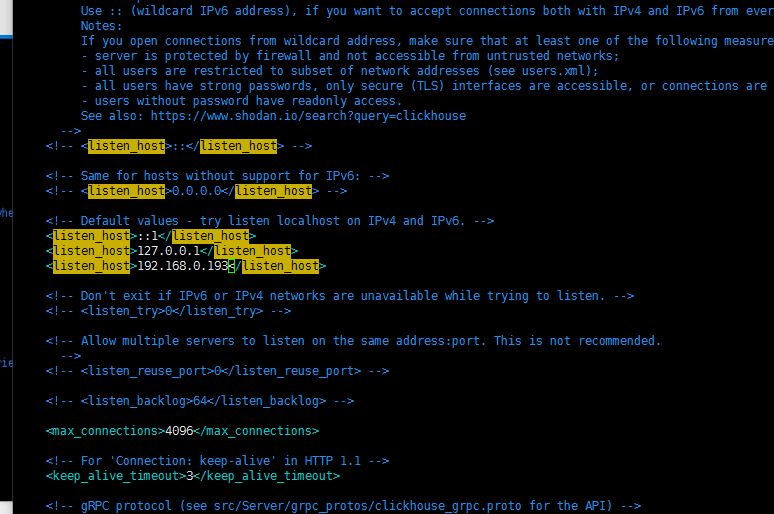 Use :: (wildcard IPv6 address), if you want to accept connections both with IPv4 and IPv6 from ever
Notes:
If you open connections from wildcard address, make sure that at least one of the following measure
- server is protected by firewall and not accessible from untrusted networks;
- all users are restricted to subset of network addresses (see users.xml);
- all users have strong passwords, only secure (TLS) interfaces are accessible, or connections are
- users without password have readonly access.
See also: https://www.shodan.io/search?query=clickhouse
-->
<!-- <listen_host>::</listen_host> -->
<!-- Same for hosts without support for IPv6: -->
<!-- <listen_host>0.0.0.0</listen_host> -->
<!-- Default values - try listen localhost on IPv4 and IPv6. -->
<listen_host>::1</listen_host>
<listen_host>127.0.0.1</listen_host>
<listen_host>192.168.0.193</listen_host>
<!-- Don't exit if IPv6 or IPv4 networks are unavailable while trying to listen. -->
<!-- <listen_try>0</listen_try> -->
<!-- Allow multiple servers to listen on the same address:port. This is not recommended.
-->
<!-- <listen_reuse_port>0</listen_reuse_port> -->
<!-- <listen_backlog>64</listen_backlog> -->
<max_connections>4096</max_connections>
<!-- For 'Connection: keep-alive' in HTTP 1.1 -->
<keep_alive_timeout>3</keep_alive_timeout>
<!-- gRPC protocol (see src/Server/grpc_protos/clickhouse_grpc.proto for the API) -->